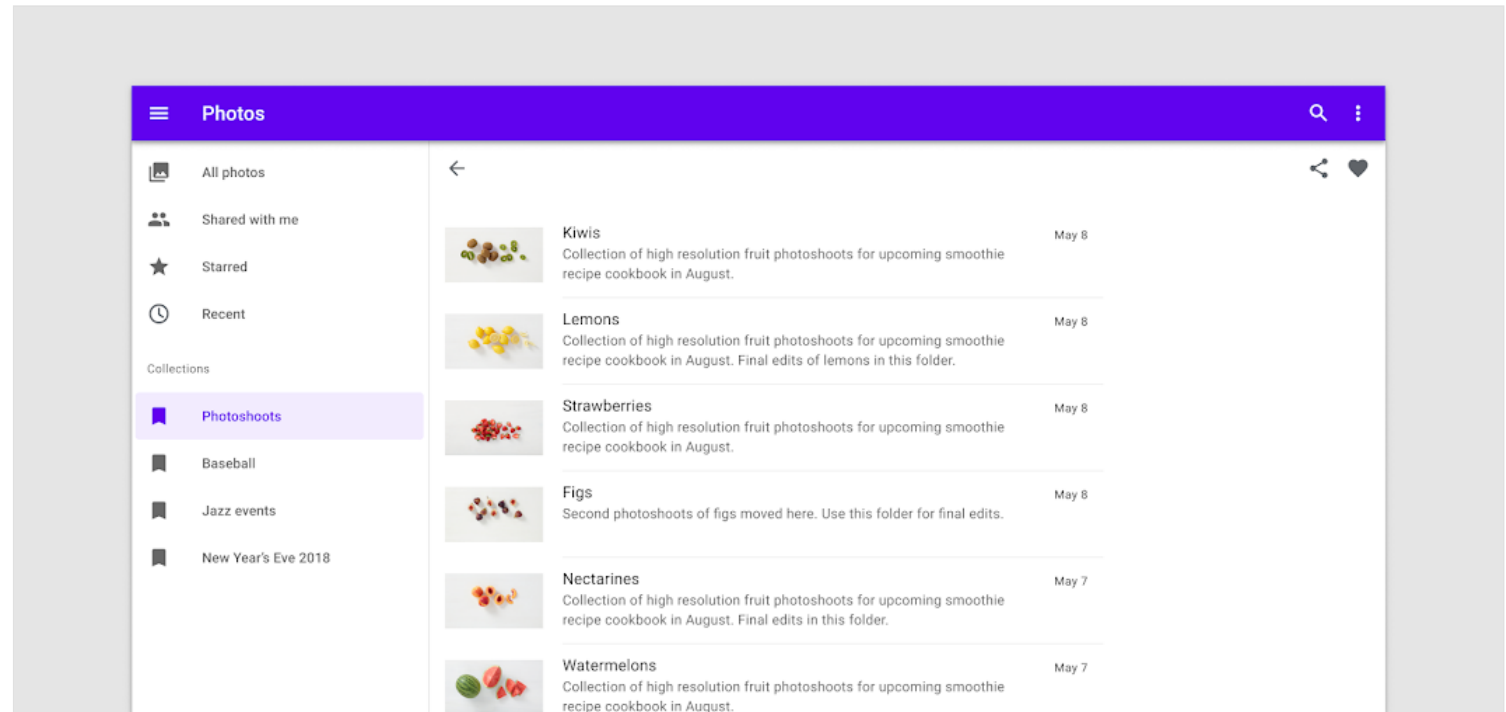 Photos
All photos
Shared with me
Starred
Recent
Collections
Photoshoots
Baseball
Jazz events
New Year's Eve 2018
Kiwis
May 8
Collection of high resolution fruit photoshoots for upcoming smoothie
recipe cookbook in August.
Lemons
May 8
Collection of high resolution fruit photoshoots for upcoming smoothie
recipe cookbook in August. Final edits of lemons in this folder.
Strawberries
May 8
Collection of high resolution fruit photoshoots for upcoming smoothie
recipe cookbook in August.
Figs
May 8
Second photoshoots of figs moved here. Use this folder for final edits.
Nectarines
May 7
Collection of high resolution fruit photoshoots for upcoming smoothie
recipe cookbook in August. Final edits in this folder.
Watermelons
May 7
Collection of high resolution fruit photoshoots for upcoming smoothie
recipe cookbook in August.